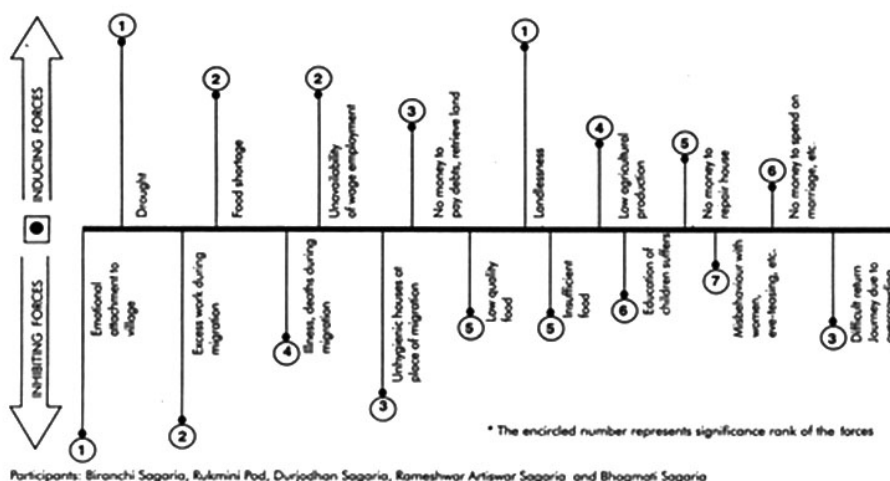 INDUCING FORCES
INHIBITING FORCES
1
Drought
2
Food shortage
2
Unavailability
of wage employment
3
No money to
pay debts, retrieve land
1
Landlessness
4
Low agricultural
production
5
No money to
repair house
6
No money to spend on
marriage, etc.
Emotional
attachment to
village
1
Excess work during
migration
2
Illness, deaths during
migration
4
Unhygienic houses at
place of migration
3
Low quality
food
5
Insufficient
food
5
Education of
children suffers
6
Misbehaviour with
women,
eve-teasing, etc.
7
Difficult return
Journey due to
3
* The encircled number represents significance rank of the forces
Participants: Biranchi Sagaria, Rukmini Pod, Durjodhan Sagaria, Rameshwar Artiswar Sagaria and Bhagmati Sagaria